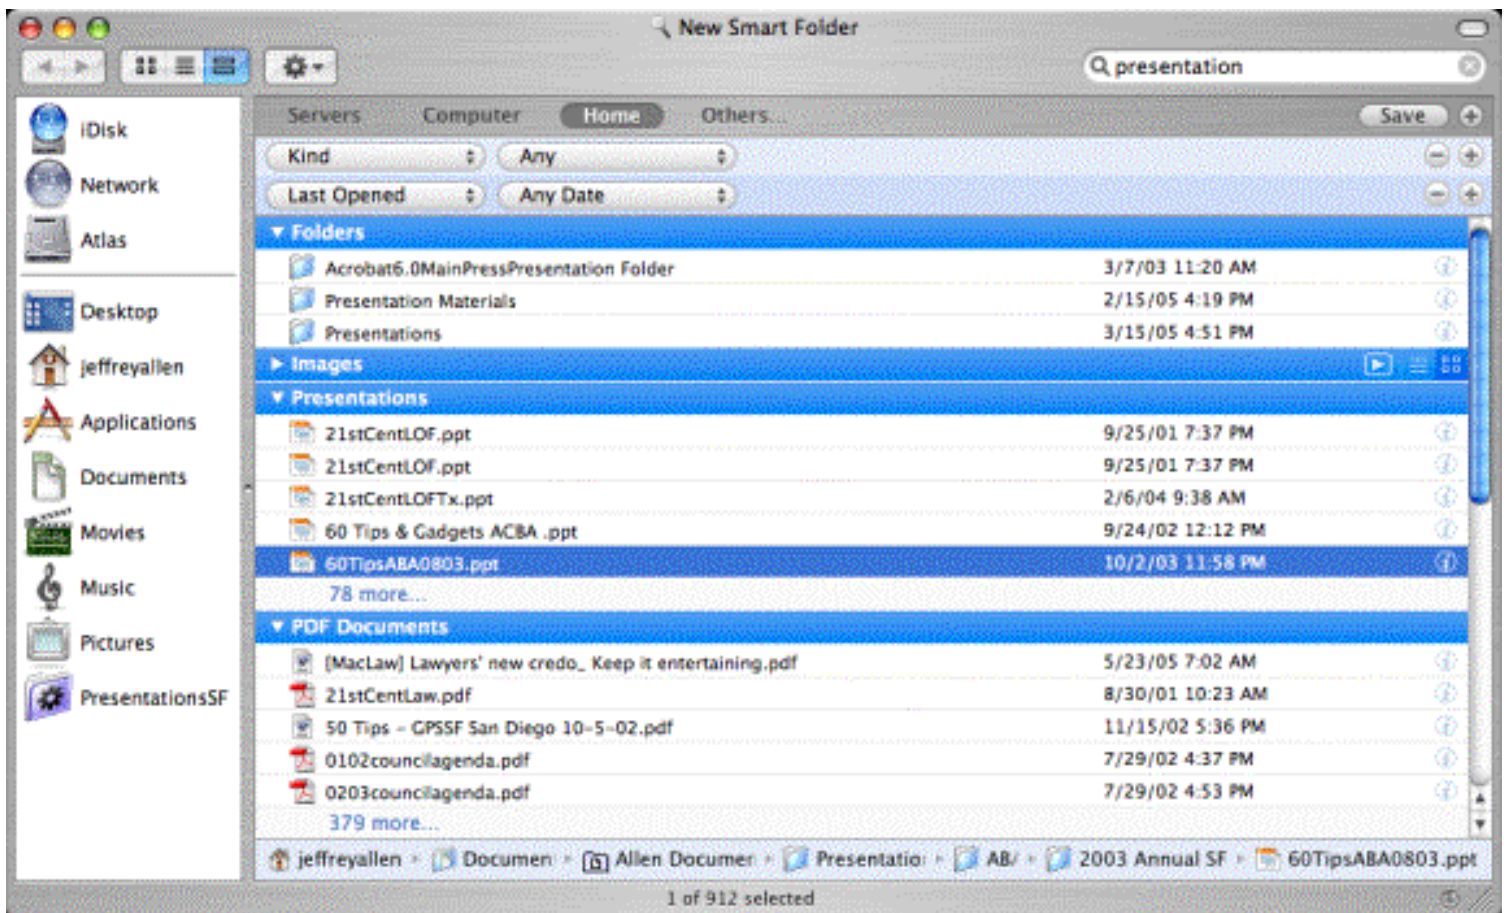 New Smart Folder
presentation
iDisk
Network
Atlas
Desktop
jeffreyallen
Applications
Documents
Movies
Music
Pictures
PresentationsSF
Servers Computer Home Others... Save
Kind Any
Last Opened Any Date
Folders
Acrobat6.0MainPressPresentation Folder 3/7/03 11:20 AM
Presentation Materials 2/15/05 4:19 PM
Presentations 3/15/05 4:51 PM
Images
Presentations
21stCentLOF.ppt 9/25/01 7:37 PM
21stCentLOF.ppt 9/25/01 7:37 PM
21stCentLOFTx.ppt 2/6/04 9:38 AM
60 Tips & Gadgets ACBA .ppt 9/24/02 12:12 PM
60TipsABA0803.ppt 10/2/03 11:58 PM
78 more...
PDF Documents
[MacLaw] Lawyers' new credo_ Keep it entertaining.pdf 5/23/05 7:02 AM
21stCentLaw.pdf 8/30/01 10:23 AM
50 Tips - GPSSF San Diego 10-5-02.pdf 11/15/02 5:36 PM
0102councilagenda.pdf 7/29/02 4:37 PM
0203councilagenda.pdf 7/29/02 4:53 PM
379 more...
jeffreyallen Documen Allen Documen Presentatio AB/ 2003 Annual SF 60TipsABA0803.ppt
1 of 912 selected